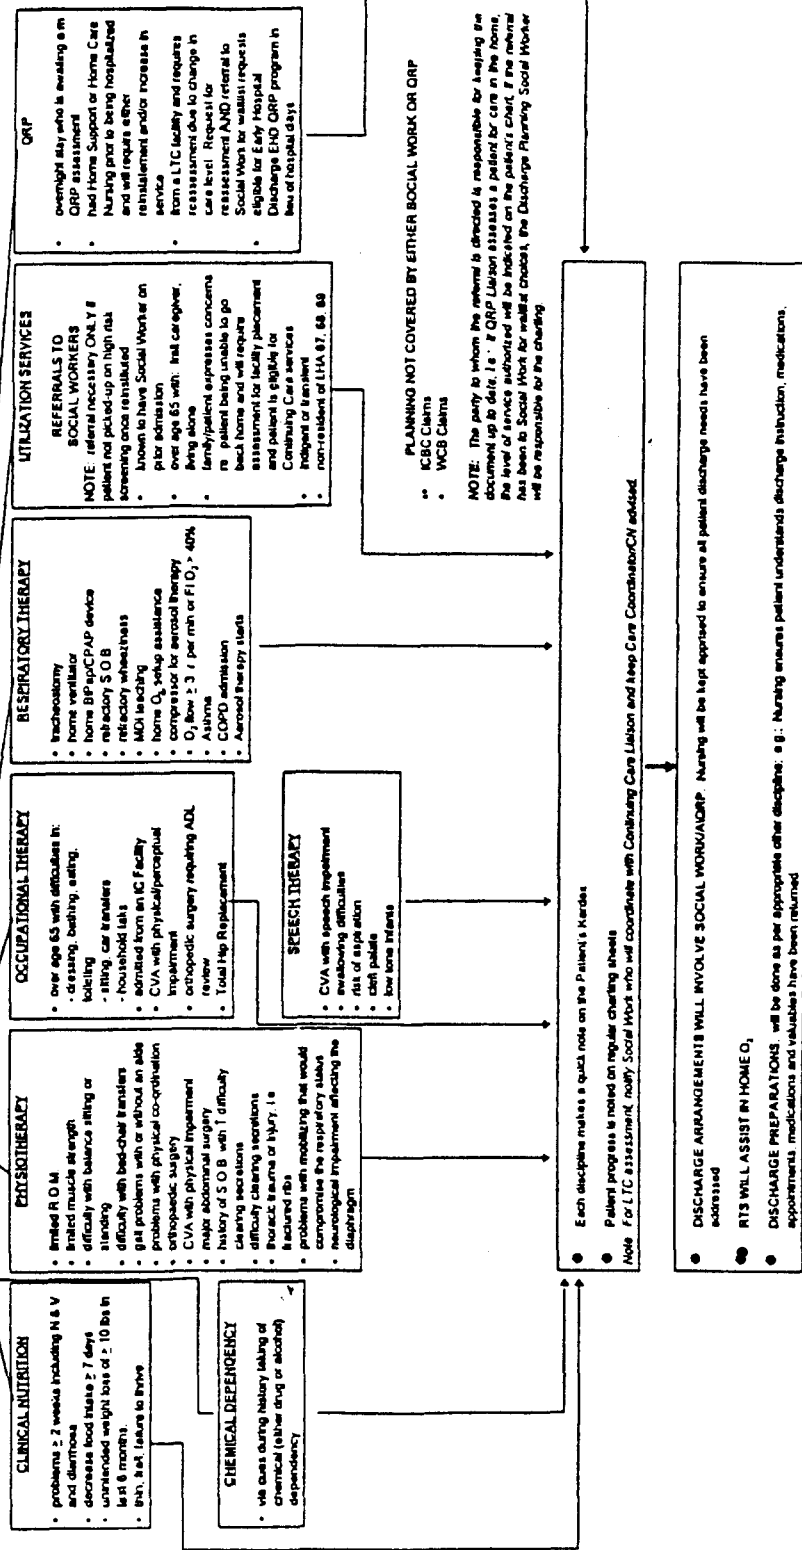 CLINICAL NUTRITION
• problems ≥ 2 weeks including N & V
and diarrhoea
• decrease food intake ≥ 7 days
• unintended weight loss of ≥ 10 lbs in
last 6 months.
• thin, frail, failure to thrive
CHEMICAL DEPENDENCY
• via cues during history taking of
chemical (either drug or alcohol)
dependency
PHYSIOTHERAPY
• limited R O M
• limited muscle strength
• difficulty with balance sitting or
standing
• difficulty with bed-chair transfers
• gait problems with or without an aide
• problems with physical co-ordination
• orthopaedic surgery
• CVA with physical impairment
• major abdominal surgery
• history of S O B with ↑ difficulty
clearing secretions
• difficulty clearing secretions
• thoracic trauma or injury, i e
fractured ribs
• problems with mobilizing that would
compromise the respiratory status
• neurological impairment affecting the
diaphragm
OCCUPATIONAL THERAPY
• over age 65 with difficulties in:
- dressing, bathing, eating,
toileting
- sitting, car transfers
- household tasks
• admitted from an IC Facility
• CVA with physical/perceptual
impairment
• orthopedic surgery requiring ADL
review
• Total Hip Replacement
SPEECH THERAPY
• CVA with speech impairment
• swallowing difficulties
• risk of aspiration
• cleft palate
• low tone infants
RESPIRATORY THERAPY
• tracheostomy
• home ventilator
• home BiPap/CPAP device
• refractory S O B
• refractory wheeziness
• MDI teaching
• home O₂ setup assistance
• compressor for aerosol therapy
• O₂ flow ≥ 3 l per min or FI O₂ > 40%
• Asthma
• COPD admission
• Aerosol therapy starts
UTILIZATION SERVICES
REFERRALS TO
SOCIAL WORKERS
NOTE: referral necessary ONLY if
patient not picked-up on high risk
screening once reinstituted
• known to have Social Worker on
prior admission
• over age 65 with: frail caregiver,
living alone
• family/patient expresses concerns
re patient being unable to go
back home and will require
assessment for facility placement
and patient is eligible for
Continuing Care services
• indigent or transient
• non-resident of LHA 67, 68, 69
QRP
• overnight stay who is awaiting a m
QRP assessment
• had Home Support or Home Care
Nursing prior to being hospitalized
and will require either
reinstatement and/or increase in
service
• from a LTC facility and requires
reassessment due to change in
care level Request for
reassessment AND referral to
Social Work for waitlist requests
• eligible for Early Hospital
Discharge EHD QRP program in
lieu of hospital days
PLANNING NOT COVERED BY EITHER SOCIAL WORK OR QRP
•• ICBC Claims
• WCB Claims
NOTE: The party to whom the referral is directed is responsible for keeping the
document up to date, i.e : if QRP Liaison assesses a patient for care in the home,
the level of service authorized will be indicated on the patient's chart, if the referral
has been to Social Work for waitlist choices, the Discharge Planning Social Worker
will be responsible for the charting.
● Each discipline makes a quick note on the Patient's Kardex
● Patient progress is noted on regular charting sheets
Note For LTC assessment, notify Social Work who will coordinate with Continuing Care Liaison and keep Care Coordinator/CN advised.
● DISCHARGE ARRANGEMENTS WILL INVOLVE SOCIAL WORK/A\QRP. Nursing will be kept apprised to ensure all patient discharge needs have been
addressed
● RTS WILL ASSIST IN HOME O₂
● DISCHARGE PREPARATIONS. will be done as per appropriate other discipline: e g : Nursing ensures patient understands discharge instruction, medications,
appointments, medications and valuables have been returned